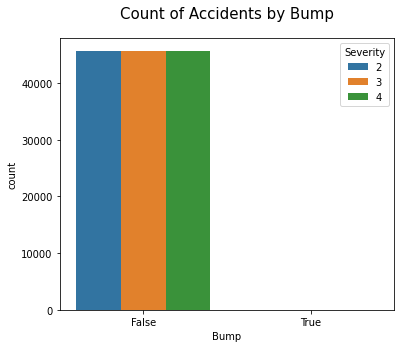 Count of Accidents by Bump
Severity
2
3
4
40000
30000
20000
10000
0
count
False
True
Bump